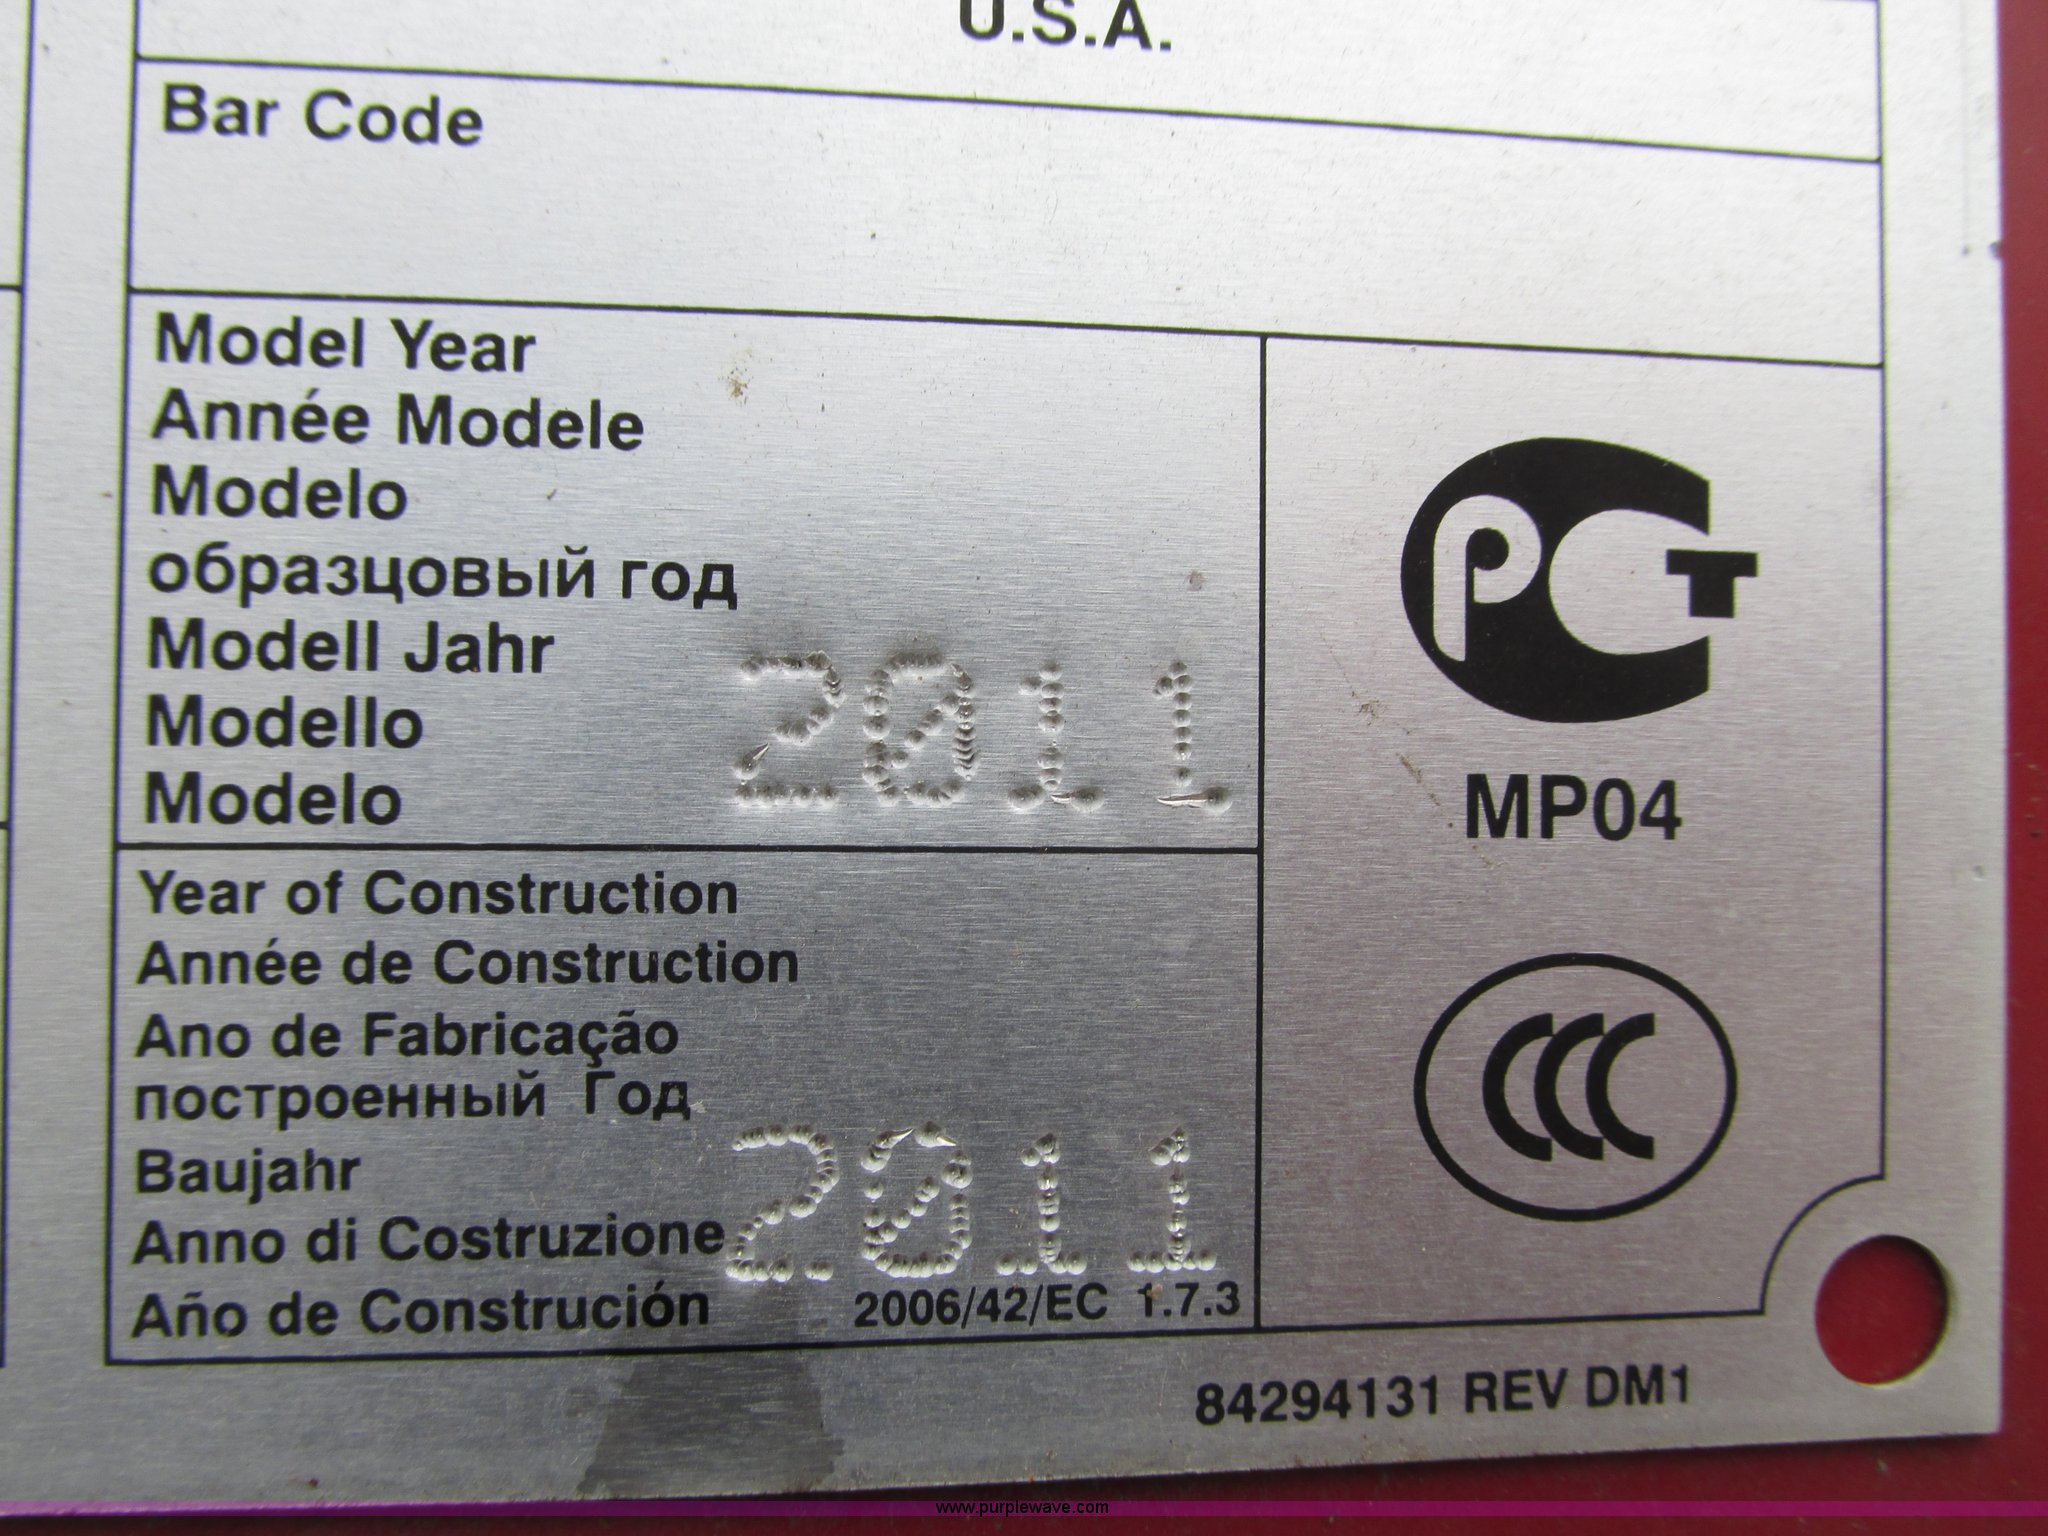 U.S.A.
Bar Code
Model Year
Année Modele
Modelo
образцовый год
Modell Jahr
Modello
Modelo
2011
PCT
MP04
Year of Construction
Année de Construction
Ano de Fabricação
построенный Год
Baujahr
Anno di Costruzione
Año de Construción
2011
2006/42/EC 1.7.3
CCC
84294131 REV DM1
www.purplewave.com